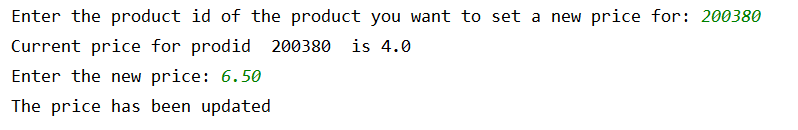 Enter the product id of the product you want to set a new price for: 200380
Current price for prodid  200380  is 4.0
Enter the new price: 6.50
The price has been updated